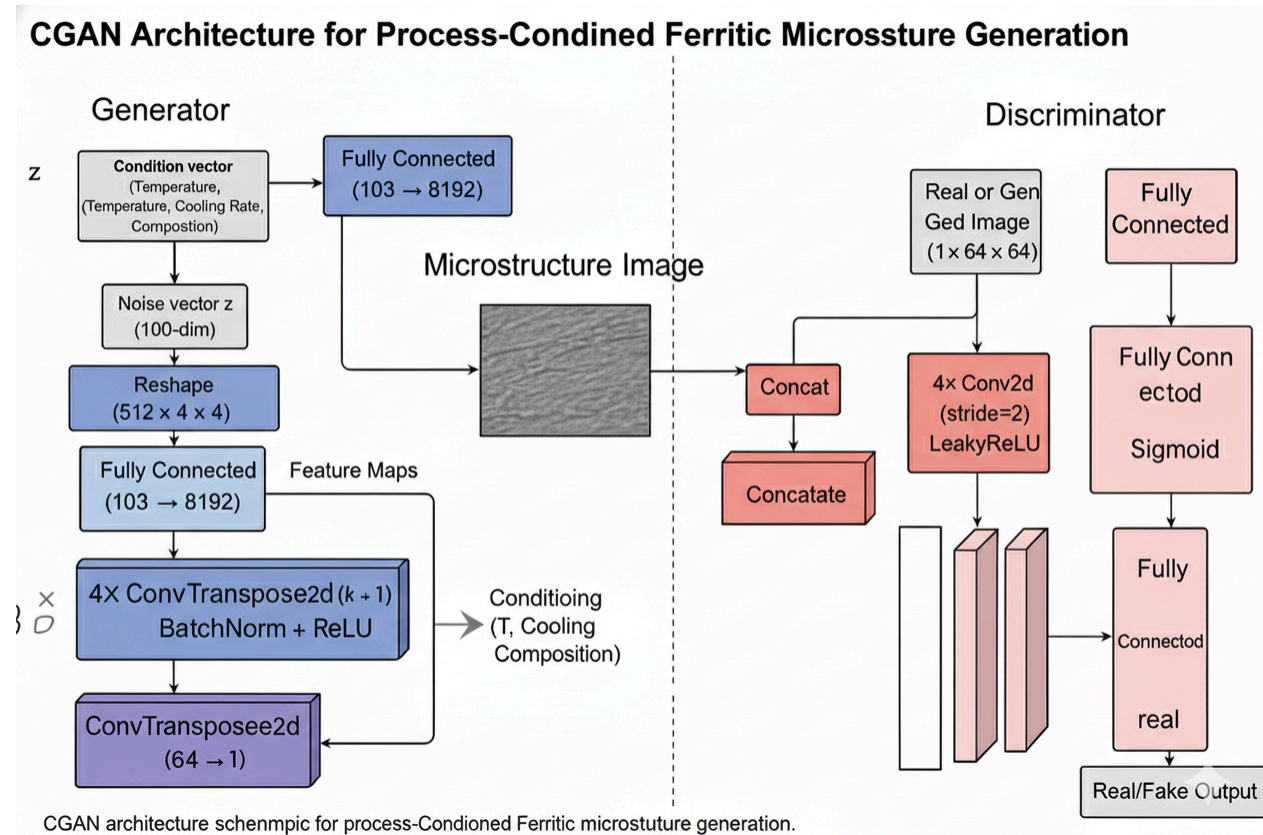 CGAN Architecture for Process-Condined Ferritic Microssture Generation
Generator
z
Condition vector
(Temperature,
(Temperature, Cooling Rate,
Compostion)
Fully Connected
(103 → 8192)
Noise vector z
(100-dim)
Reshape
(512 × 4 × 4)
Fully Connected
(103 → 8192)
Feature Maps
4× ConvTranspose2d (k + 1)
BatchNorm + ReLU
ConvTransposee2d
(64 → 1)
Conditioing
(T, Cooling
Composition)
Microstructure Image
Discriminator
Real or Gen
Ged Image
(1 × 64 × 64)
Concat
Concatate
4× Conv2d
(stride=2)
LeakyReLU
Fully
Connected
Fully Conn
ectod
Sigmoid
Fully
Connectod
real
Real/Fake Output
CGAN architecture schenmpic for process-Condioned Ferritic microstuture generation.